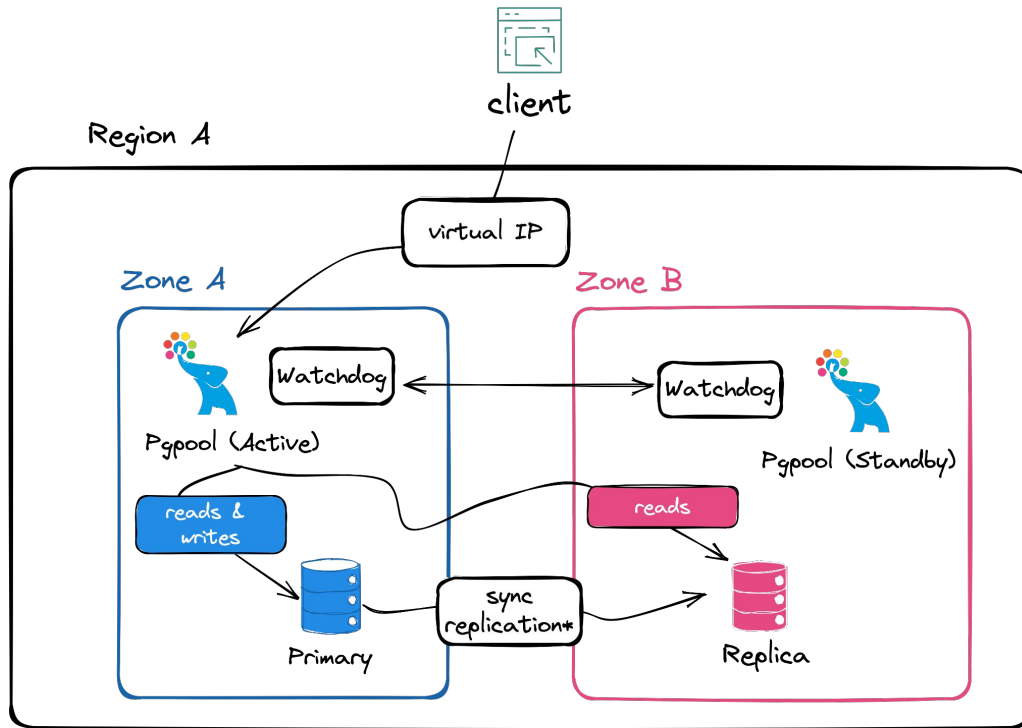 client
Region A
virtual IP
Zone A
Zone B
Watchdog
Watchdog
Pgpool (Active)
Pgpool (Standby)
reads &
writes
reads
sync
replication*
Primary
Replica